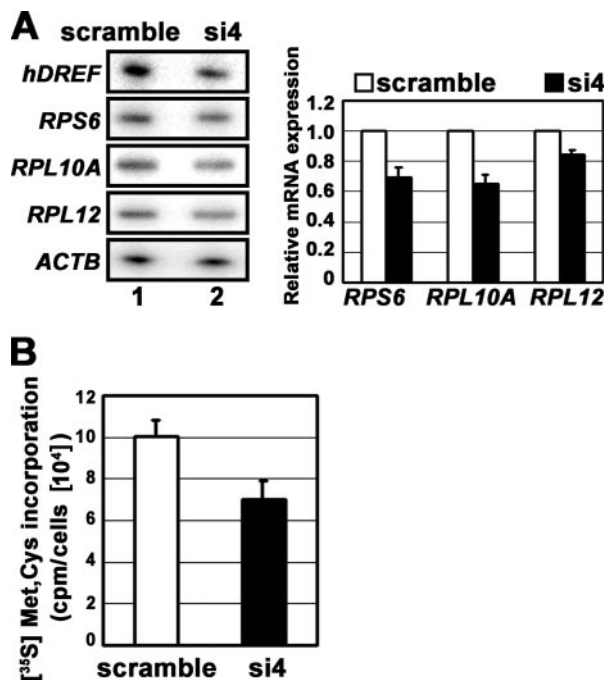 A
scramble si4
hDREF
RPS6
RPL10A
RPL12
ACTB
1 2
scramble si4
Relative mRNA expression
1.2
1.0
0.8
0.6
0.4
0.2
0
RPS6 RPL10A RPL12
B
[³⁵S] Met,Cys incorporation
(cpm/cells [10⁴])
12
10
8
6
4
2
0
scramble si4